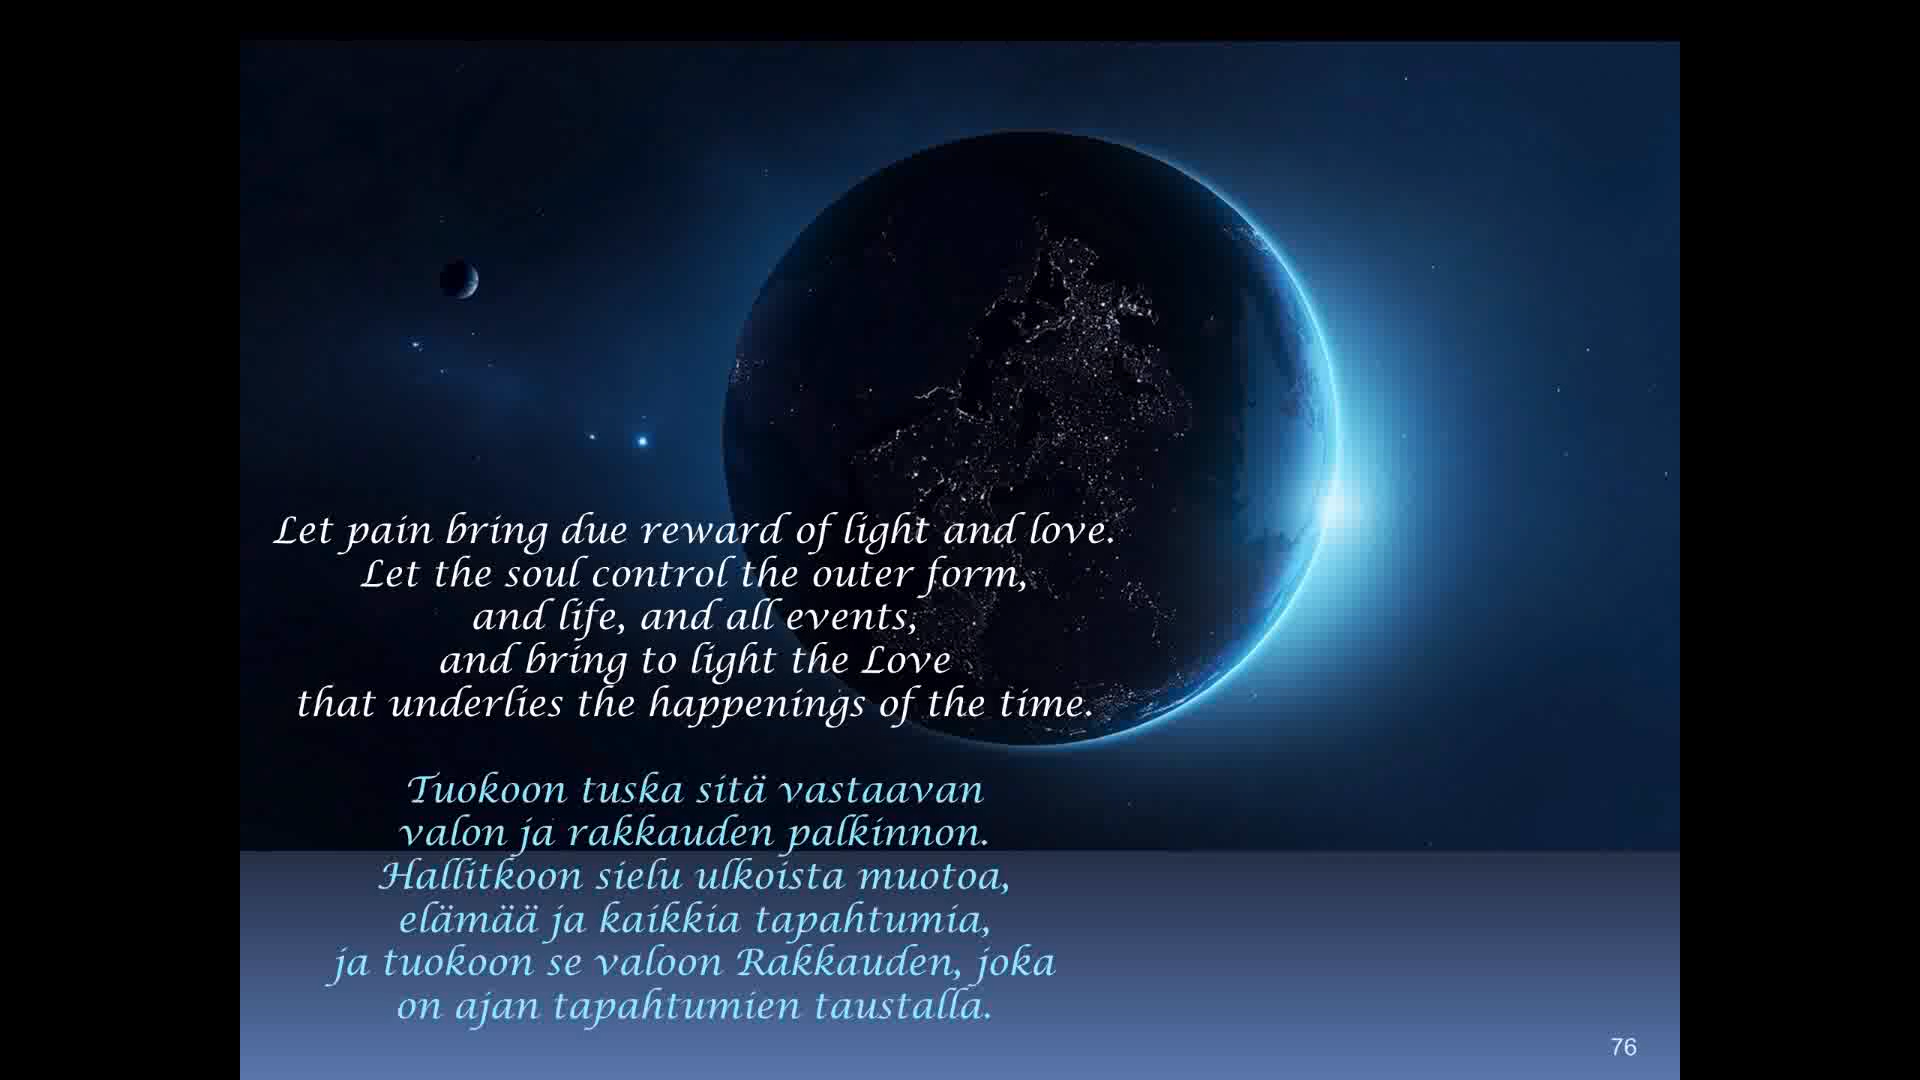 Let pain bring due reward of light and love.
Let the soul control the outer form,
and life, and all events,
and bring to light the Love
that underlies the happenings of the time.
Tuokoon tuska sitä vastaavan
valon ja rakkauden palkinnon.
Hallitkoon sielu ulkoista muotoa,
elämää ja kaikkia tapahtumia,
ja tuokoon se valoon Rakkauden, joka
on ajan tapahtumien taustalla.
76